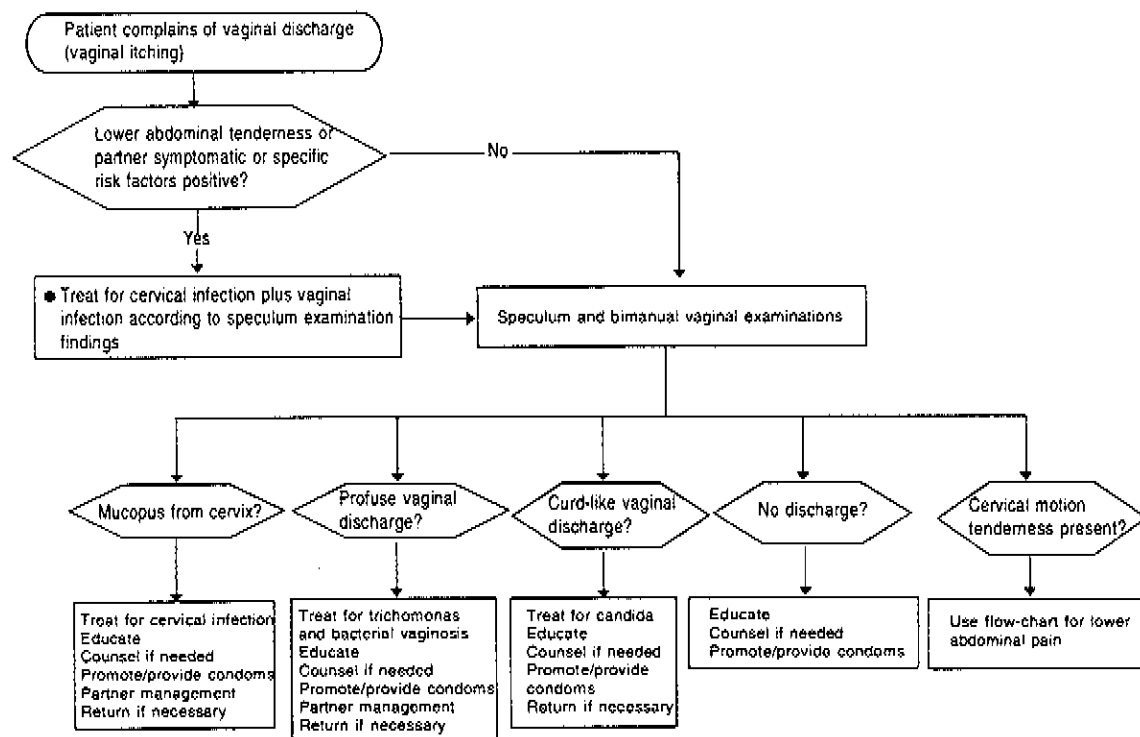 Patient complains of vaginal discharge
(vaginal itching)
Lower abdominal tenderness or
partner symptomatic or specific
risk factors positive?
No
Yes
● Treat for cervical infection plus vaginal
infection according to speculum examination
findings
Speculum and bimanual vaginal examinations
Mucopus from cervix?
Profuse vaginal
discharge?
Curd-like vaginal
discharge?
No discharge?
Cervical motion
tenderness present?
Treat for cervical infection
Educate
Counsel if needed
Promote/provide condoms
Partner management
Return if necessary
Treat for trichomonas
and bacterial vaginosis
Educate
Counsel if needed
Promote/provide condoms
Partner management
Return if necessary
Treat for candida
Educate
Counsel if needed
Promote/provide
condoms
Return if necessary
Educate
Counsel if needed
Promote/provide condoms
Use flow-chart for lower
abdominal pain